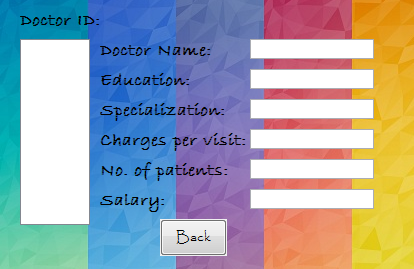 Doctor ID:
Doctor Name:
Education:
Specialization:
Charges per visit:
No. of patients:
Salary:
Back